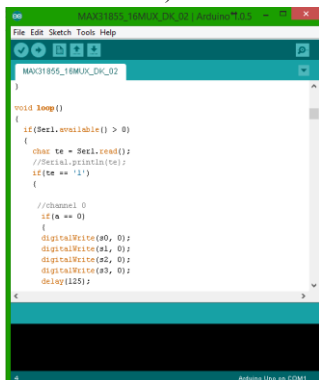 MAX31855_16MUX_DK_02 | Arduino 1.0.5
File Edit Sketch Tools Help
MAX31855_16MUX_DK_02
}
void loop()
{
if(Ser1.available() > 0)
{
char te = Ser1.read();
//Serial.println(te);
if(te == '1')
{
//channel 0
if(a == 0)
{
digitalWrite(s0, 0);
digitalWrite(s1, 0);
digitalWrite(s2, 0);
digitalWrite(s3, 0);
delay(125);
4
Arduino Uno on COM1